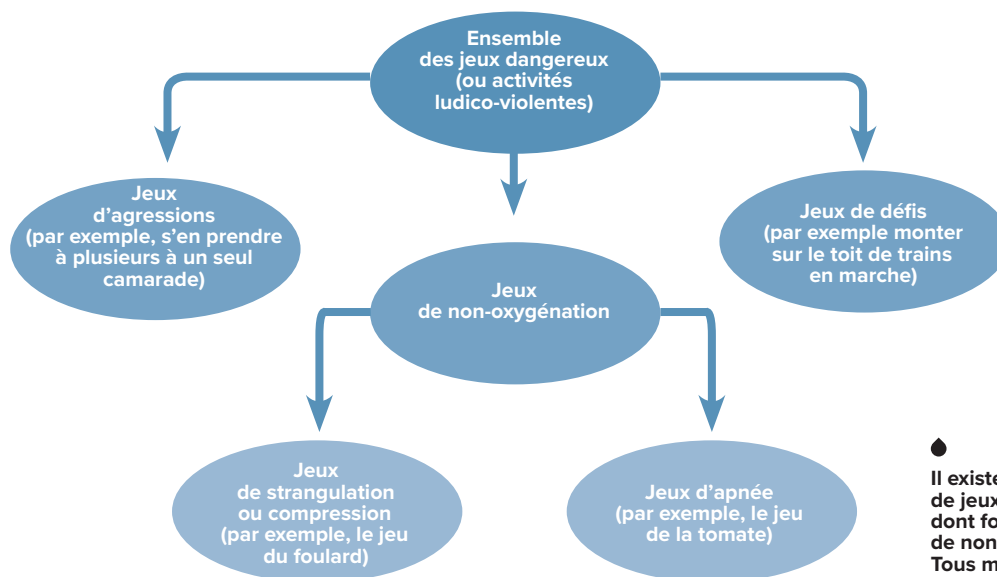 Ensemble
des jeux dangereux
(ou activités
ludico-violentes)
Jeux
d'agressions
(par exemple, s'en prendre
à plusieurs à un seul
camarade)
Jeux de défis
(par exemple monter
sur le toit de trains
en marche)
Jeux
de non-oxygénation
Jeux
de strangulation
ou compression
(par exemple, le jeu
du foulard)
Jeux d'apnée
(par exemple, le jeu
de la tomate)
Il existe
de jeux
dont
de non
Tous